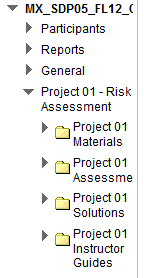 MX_SDP05_FL12_
Participants
Reports
General
Project 01 - Risk
Assessment
Project 01
Materials
Project 01
Assessme
Project 01
Solutions
Project 01
Instructor
Guides